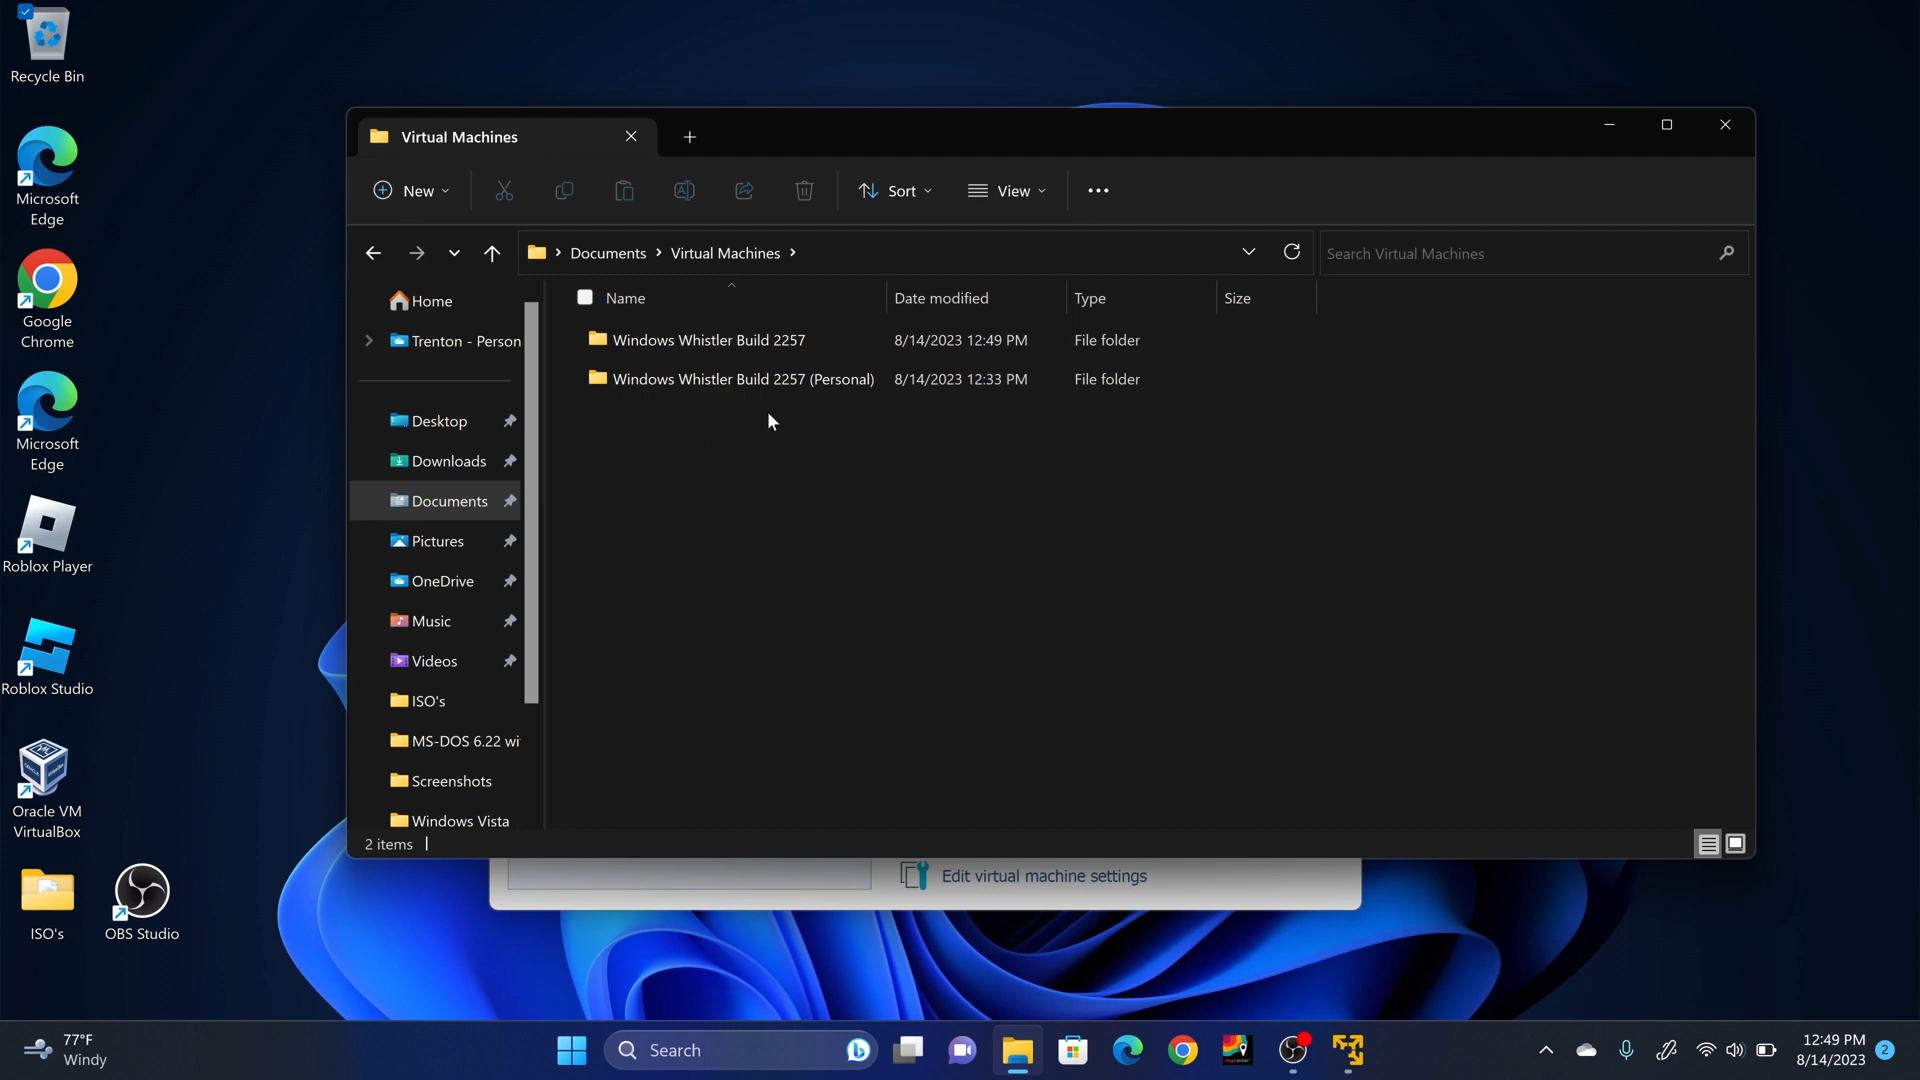 Recycle Bin
Microsoft
Edge
Google
Chrome
Microsoft
Edge
Roblox Player
Roblox Studio
Oracle VM
VirtualBox
ISO's
OBS Studio
Virtual Machines
New
Sort
View
Documents
Virtual Machines
Search Virtual Machines
Home
Trenton - Person
Desktop
Downloads
Documents
Pictures
OneDrive
Music
Videos
ISO's
MS-DOS 6.22 wi
Screenshots
Windows Vista
Name
Date modified
Type
Size
Windows Whistler Build 2257
8/14/2023 12:49 PM
File folder
Windows Whistler Build 2257 (Personal)
8/14/2023 12:33 PM
File folder
2 items
Edit virtual machine settings
77°F
Windy
Search
myradar
12:49 PM
8/14/2023
2